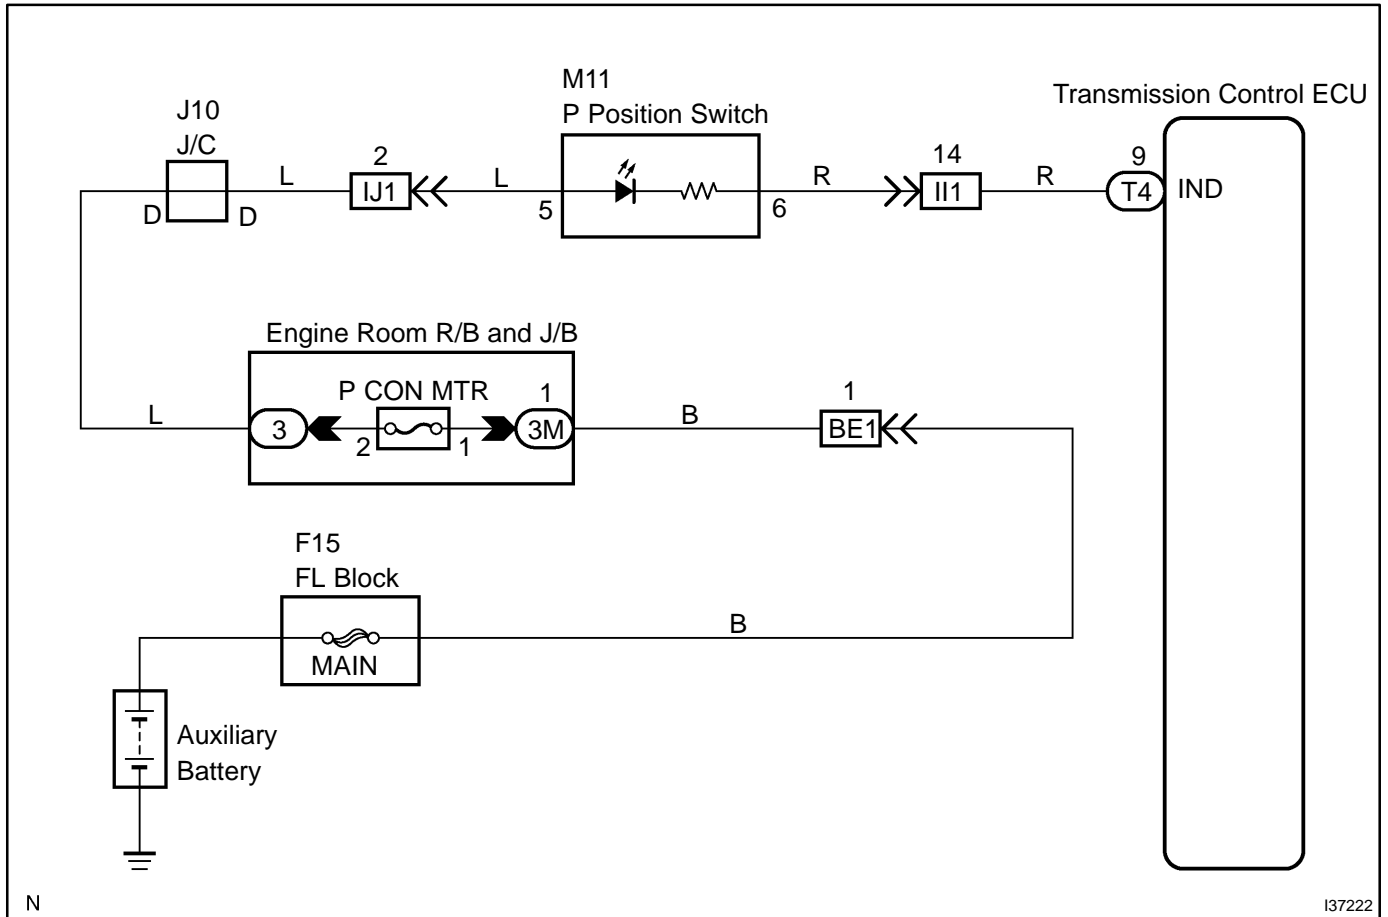 M11
P Position Switch
Transmission Control ECU
J10
J/C
D
D
L
2
IJ1
L
5
6
R
14
II1
R
9
T4
IND
Engine Room R/B and J/B
L
3
P CON MTR
2
1
1
3M
B
1
BE1
F15
FL Block
MAIN
B
Auxiliary
Battery
N
I37222